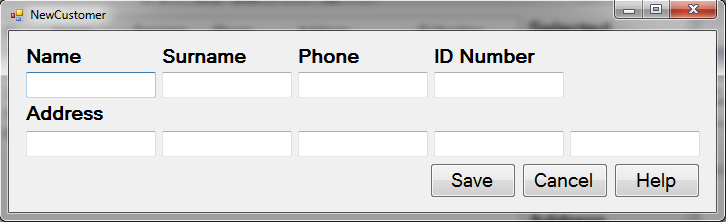 NewCustomer
Name Surname Phone ID Number
Address
Save Cancel Help